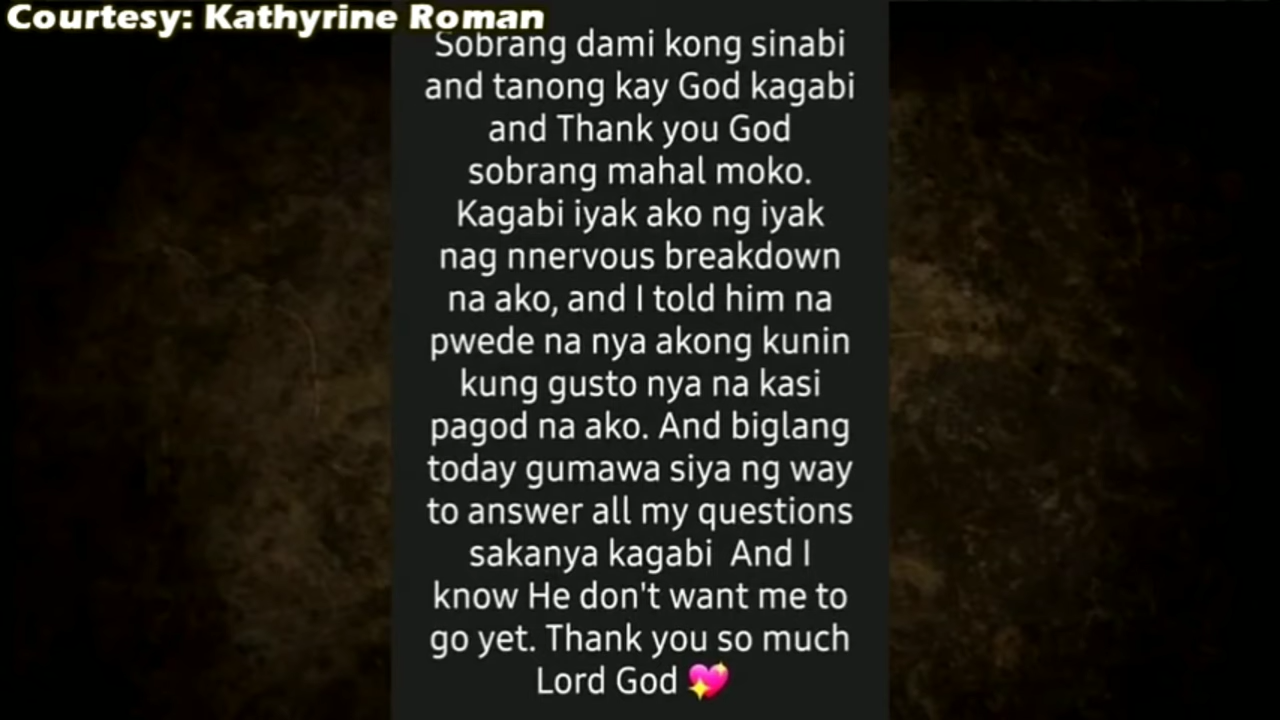 Courtesy: Kathyrine Roman
Sobrang dami kong sinabi
and tanong kay God kagabi
and Thank you God
sobrang mahal moko.
Kagabi iyak ako ng iyak
nag nnervous breakdown
na ako, and I told him na
pwede na nya akong kunin
kung gusto nya na kasi
pagod na ako. And biglang
today gumawa siya ng way
to answer all my questions
sakanya kagabi  And I
know He don't want me to
go yet. Thank you so much
Lord God 💖